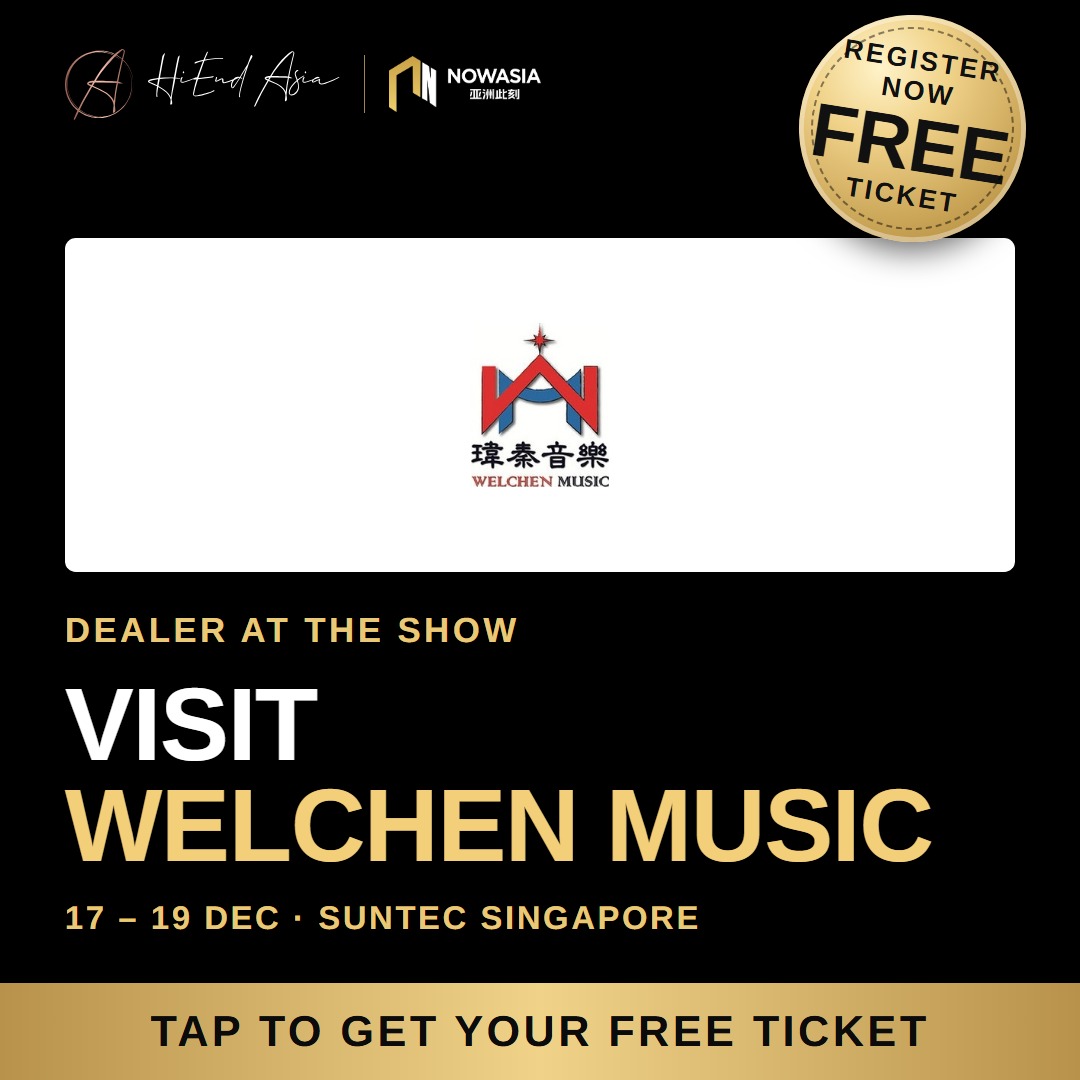 HiEnd Asia
NOWASIA
亚洲此刻
REGISTER
NOW
FREE
TICKET
瑋秦音樂
WELCHEN MUSIC
DEALER AT THE SHOW
VISIT
WELCHEN MUSIC
17 – 19 DEC · SUNTEC SINGAPORE
TAP TO GET YOUR FREE TICKET